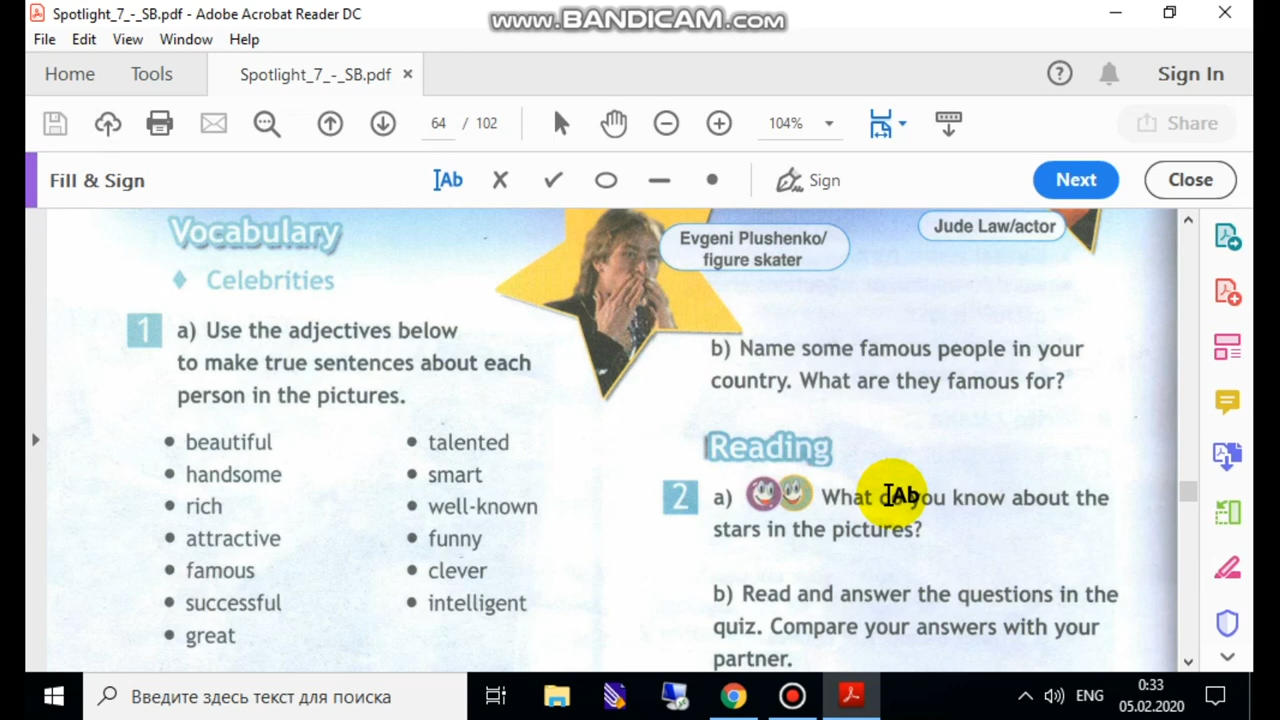 Spotlight_7_-_SB.pdf - Adobe Acrobat Reader DC
www.BANDICAM.com
File Edit View Window Help
Home Tools Spotlight_7_-_SB.pdf × Sign In
64 / 102 104% Share
Fill & Sign Ab Sign Next Close
Vocabulary
Celebrities
1 a) Use the adjectives below
to make true sentences about each
person in the pictures.
• beautiful
• handsome
• rich
• attractive
• famous
• successful
• great
• talented
• smart
• well-known
• funny
• clever
• intelligent
Evgeni Plushenko/
figure skater
Jude Law/actor
b) Name some famous people in your
country. What are they famous for?
Reading
2 a) What do you know about the
stars in the pictures?
Ab
b) Read and answer the questions in the
quiz. Compare your answers with your
partner.
Введите здесь текст для поиска
ENG
0:33
05.02.2020